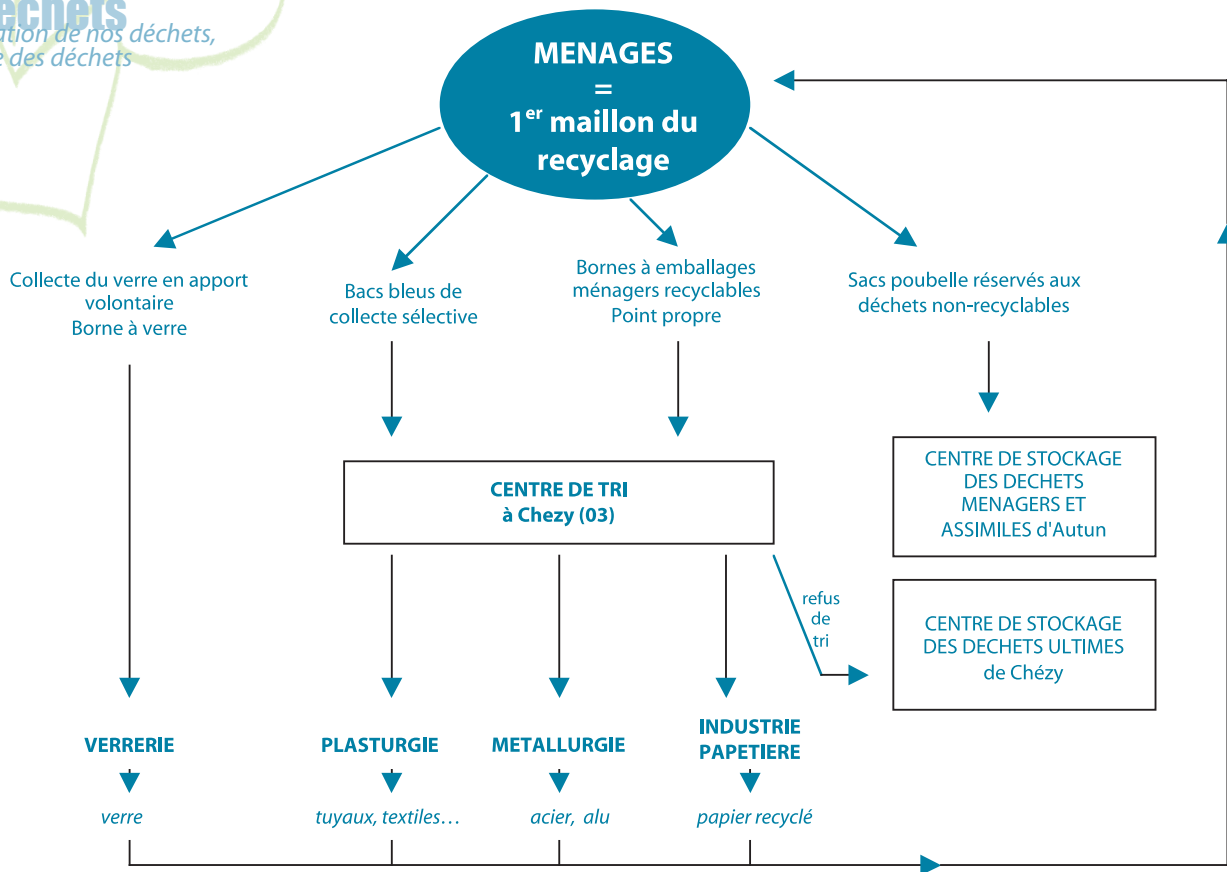 ation de nos déchets,
e des déchets
MENAGES
=
1er maillon du
recyclage
Collecte du verre en apport
volontaire
Borne à verre
Bacs bleus de
collecte sélective
Bornes à emballages
ménagers recyclables
Point propre
Sacs poubelle réservés aux
déchets non-recyclables
CENTRE DE TRI
à Chezy (03)
CENTRE DE STOCKAGE
DES DECHETS
MENAGERS ET
ASSIMILES d'Autun
refus
de
tri
CENTRE DE STOCKAGE
DES DECHETS ULTIMES
de Chézy
VERRERIE
PLASTURGIE
METALLURGIE
INDUSTRIE
PAPETIERE
verre
tuyaux, textiles…
acier, alu
papier recyclé